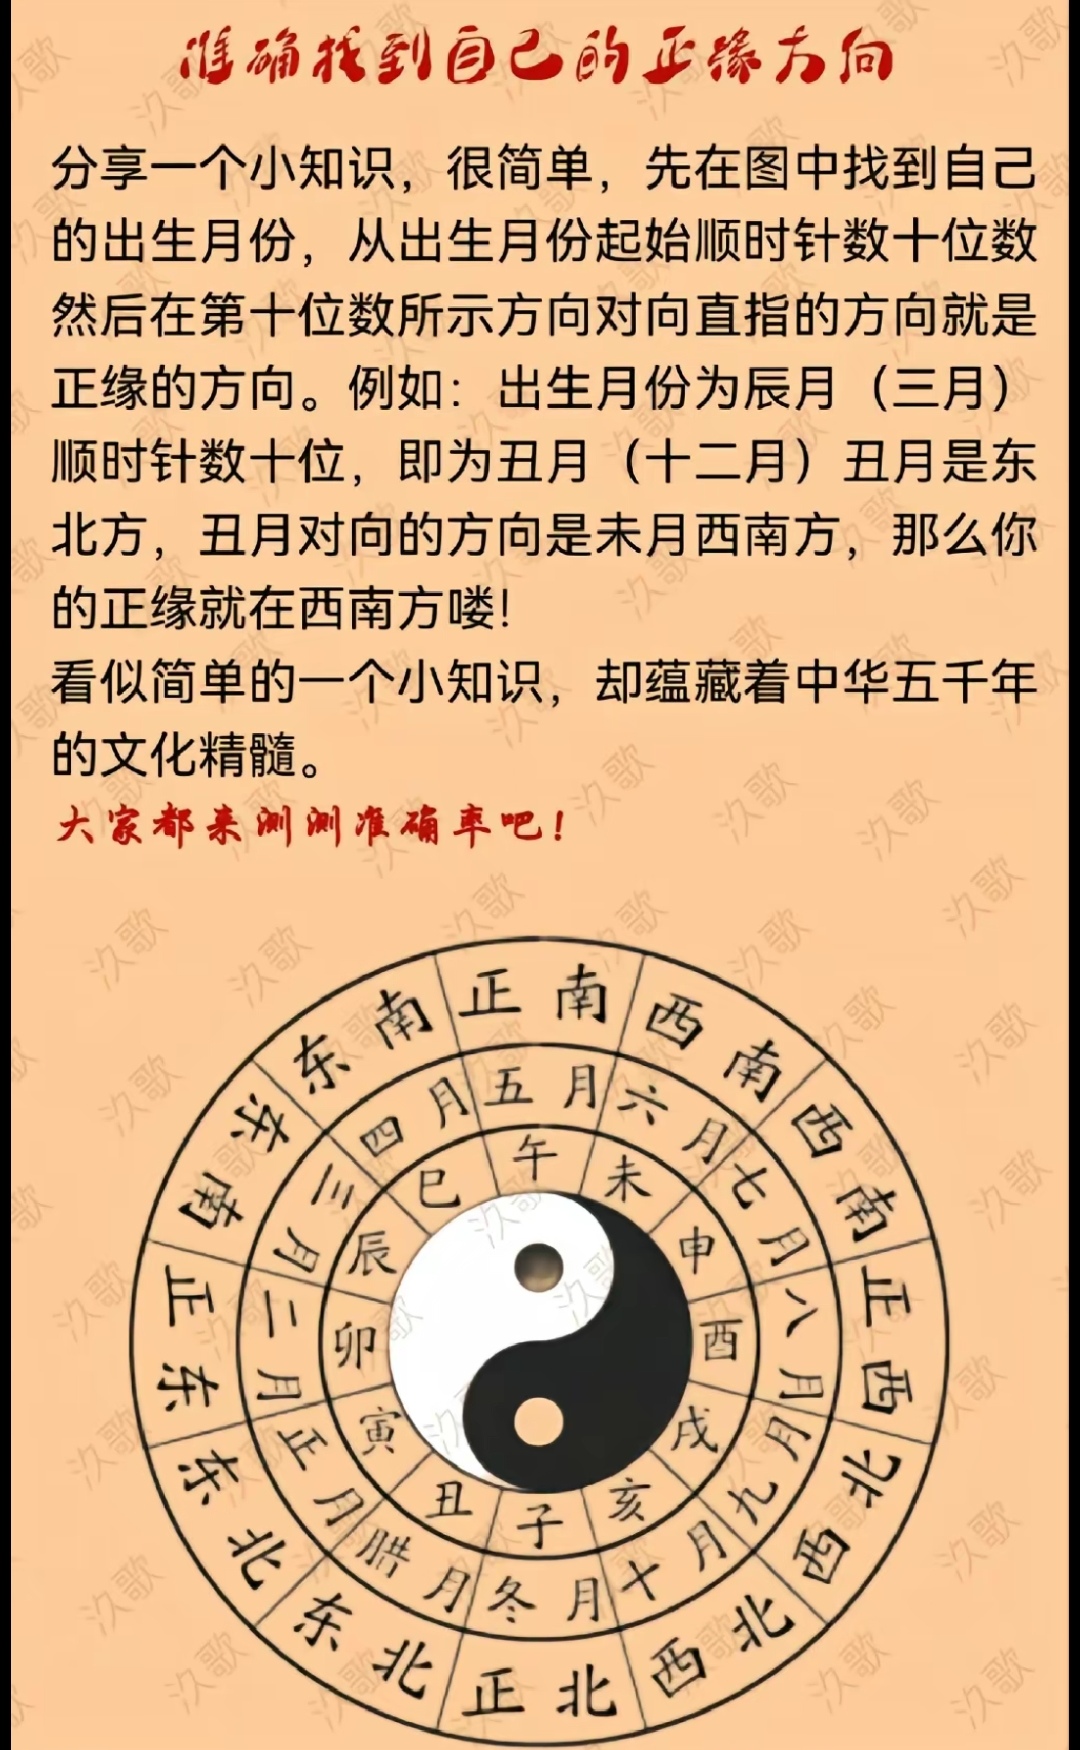 准确找到自己的正缘方向
分享一个小知识，很简单，先在图中找到自己
的出生月份，从出生月份起始顺时针数十位数
然后在第十位数所示方向对向直指的方向就是
正缘的方向。例如：出生月份为辰月（三月）
顺时针数十位，即为丑月（十二月）丑月是东
北方，丑月对向的方向是未月西南方，那么你
的正缘就在西南方喽！
看似简单的一个小知识，却蕴藏着中华五千年
的文化精髓。
大家都来测测准确率吧！
正南
西南
西南
正西
西北
西北
正北
东北
东北
正东
东南
东南
五月
六月
七月
八月
九月
十月
冬月
腊月
正月
二月
三月
四月
午
未
申
酉
戌
亥
子
丑
寅
卯
辰
巳
汣歌